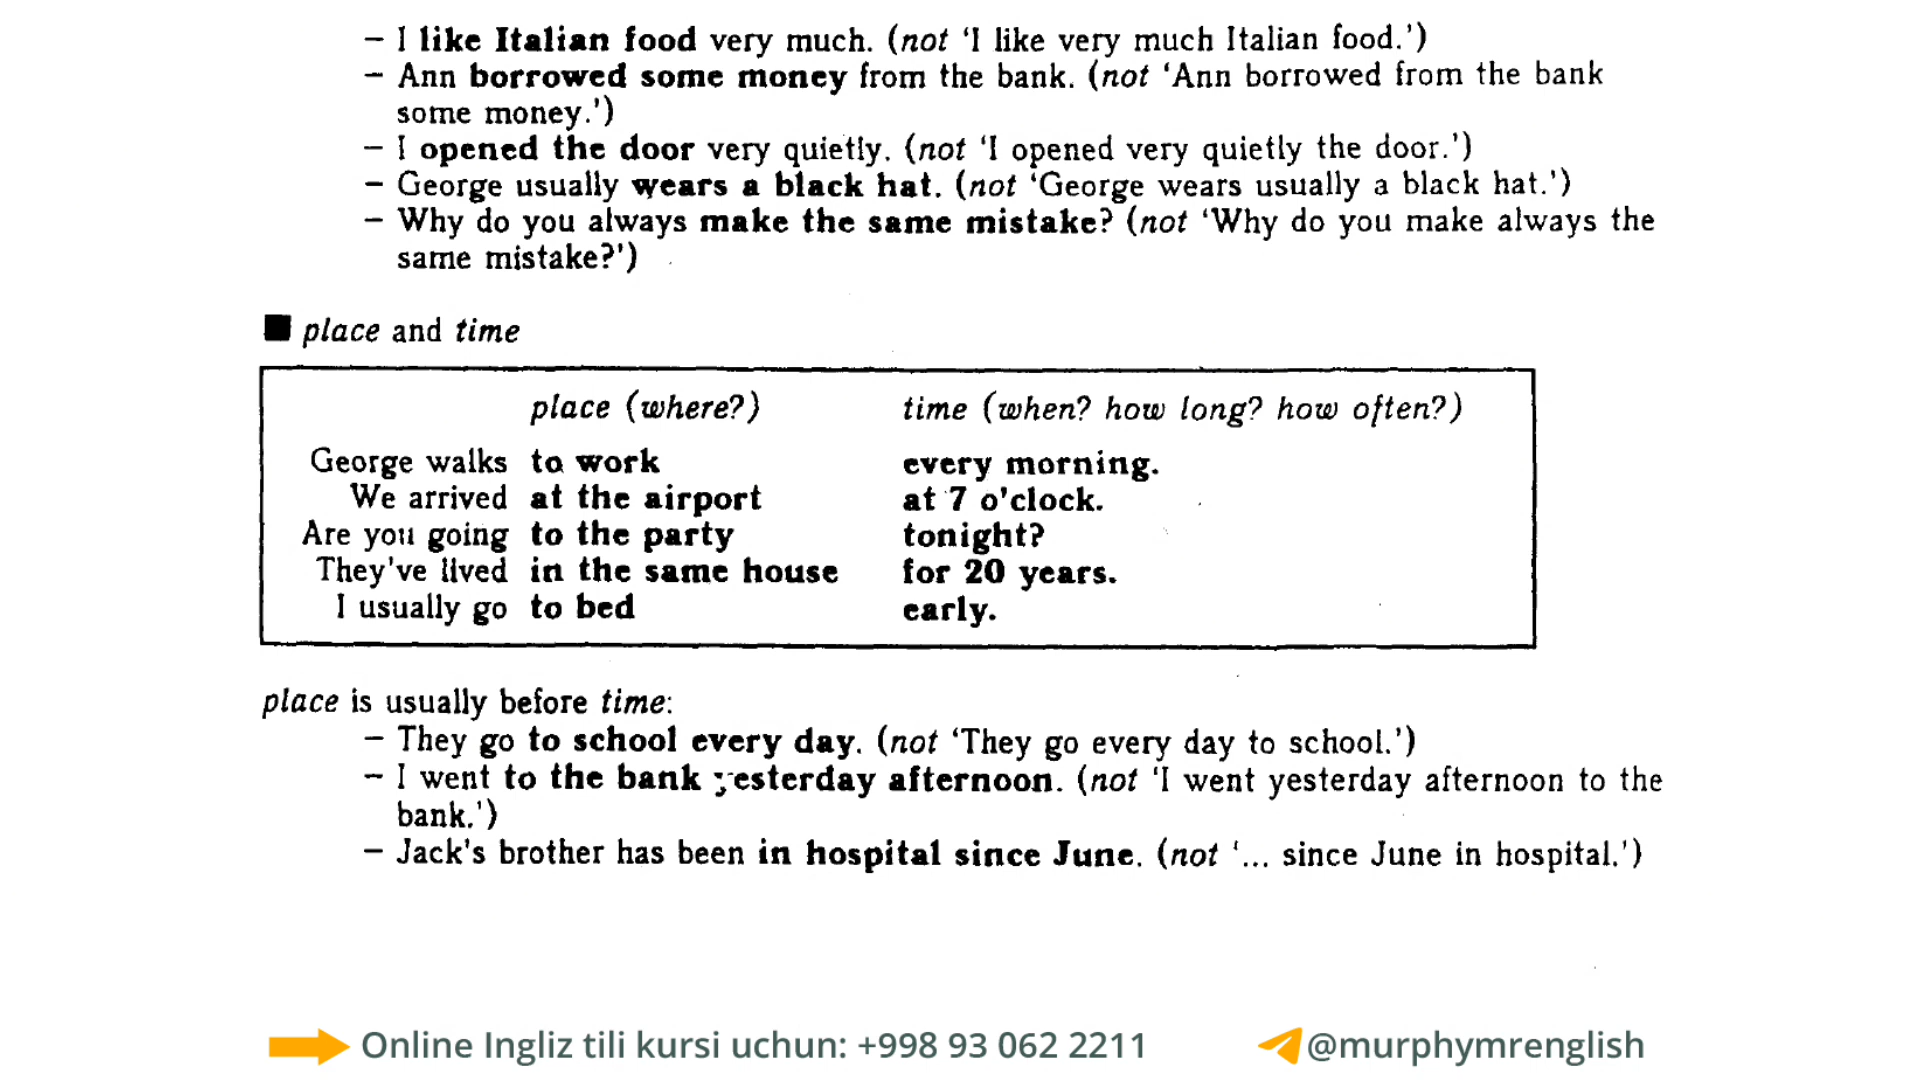 – I like Italian food very much. (not ‘I like very much Italian food.’)
– Ann borrowed some money from the bank. (not ‘Ann borrowed from the bank
some money.’)
– I opened the door very quietly. (not ‘I opened very quietly the door.’)
– George usually wears a black hat. (not ‘George wears usually a black hat.’)
– Why do you always make the same mistake? (not ‘Why do you make always the
same mistake?’)
■ place and time
place (where?) time (when? how long? how often?)
George walks to work every morning.
We arrived at the airport at 7 o'clock.
Are you going to the party tonight?
They've lived in the same house for 20 years.
I usually go to bed early.
place is usually before time:
– They go to school every day. (not ‘They go every day to school.’)
– I went to the bank yesterday afternoon. (not ‘I went yesterday afternoon to the
bank.’)
– Jack's brother has been in hospital since June. (not ‘... since June in hospital.’)
Online Ingliz tili kursi uchun: +998 93 062 2211 @murphymrenglish